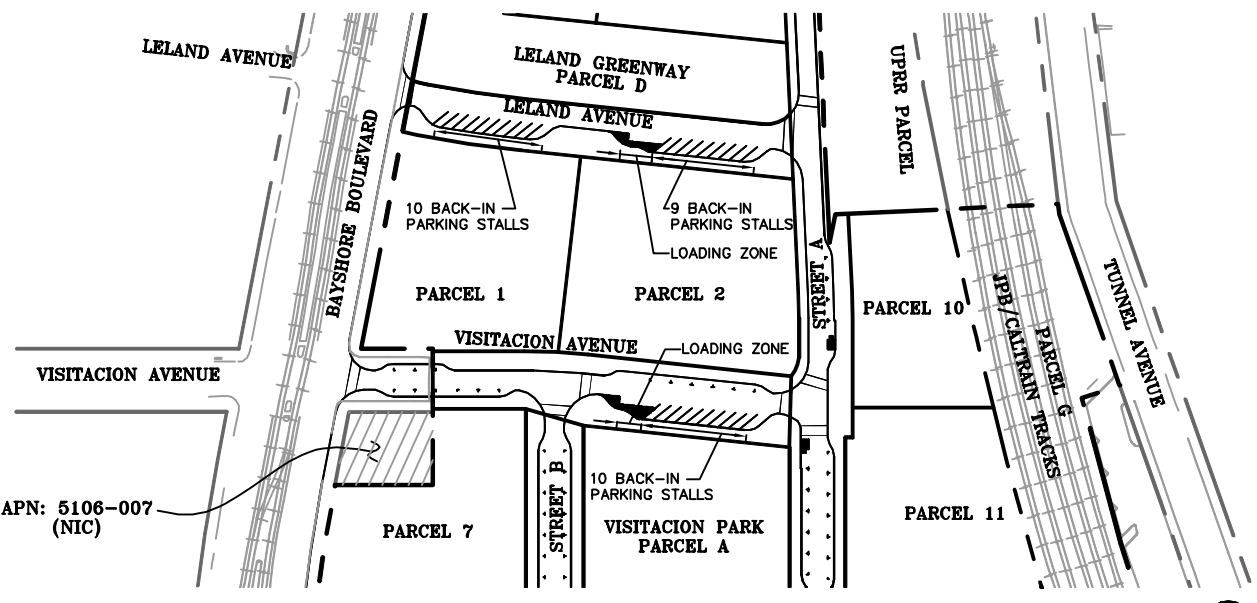 LELAND AVENUE
LELAND GREENWAY
PARCEL D
LELAND AVENUE
UPRR PARCEL
BAYSHORE BOULEVARD
10 BACK-IN
PARKING STALLS
9 BACK-IN
PARKING STALLS
LOADING ZONE
STREET A
PARCEL 1
PARCEL 2
PARCEL 10
JPB/CALTRAIN TRACKS
PARCEL G
TUNNEL AVENUE
VISITACION AVENUE
LOADING ZONE
VISITACION AVENUE
10 BACK-IN
PARKING STALLS
APN: 5106-007
(NIC)
PARCEL 7
STREET B
VISITACION PARK
PARCEL A
PARCEL 11